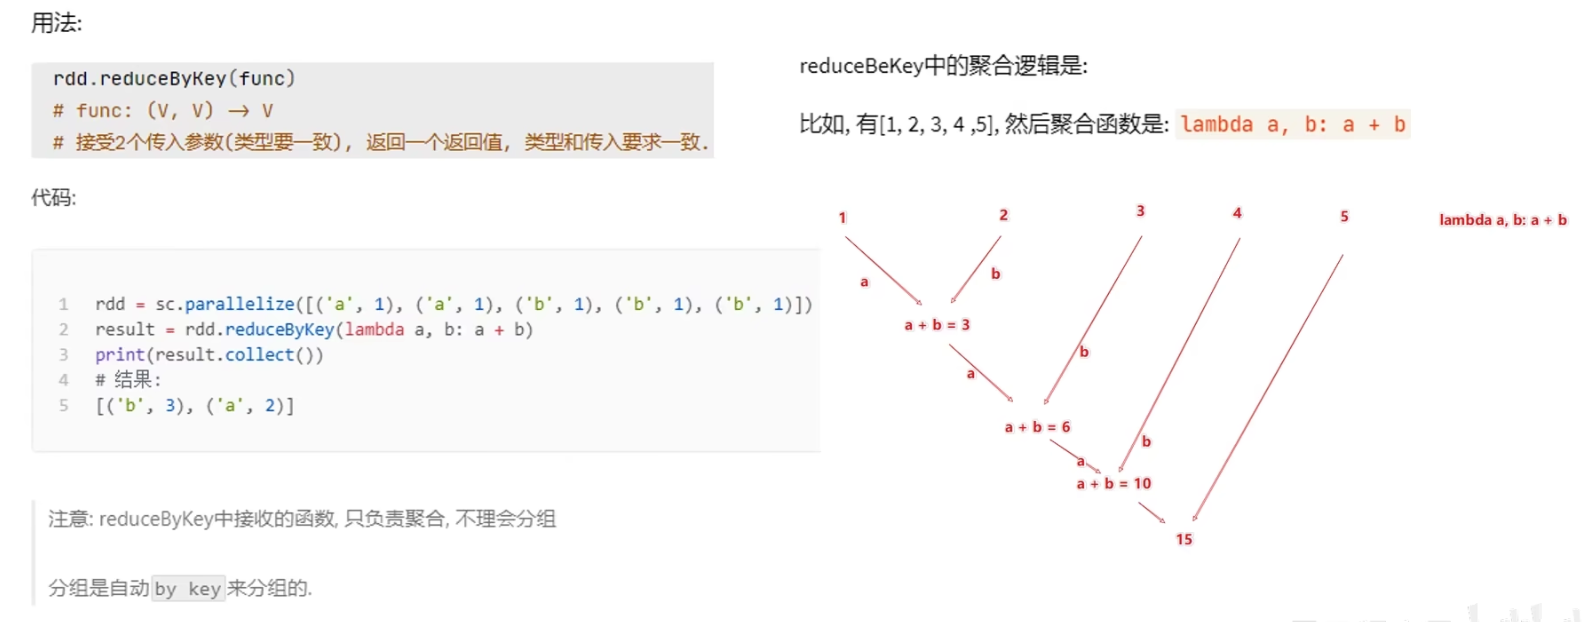 用法:
rdd.reduceByKey(func)
# func: (V, V) → V
# 接受2个传入参数(类型要一致), 返回一个返回值, 类型和传入要求一致.
代码:
1 rdd = sc.parallelize([('a', 1), ('a', 1), ('b', 1), ('b', 1), ('b', 1)])
2 result = rdd.reduceByKey(lambda a, b: a + b)
3 print(result.collect())
4 # 结果:
5 [('b', 3), ('a', 2)]
注意: reduceByKey中接收的函数, 只负责聚合, 不理会分组
分组是自动 by key 来分组的.
reduceBeKey中的聚合逻辑是:
比如, 有[1, 2, 3, 4 ,5], 然后聚合函数是: lambda a, b: a + b
1 2 3 4 5 lambda a, b: a + b
a b
a + b = 3
a b
a + b = 6
a b
a + b = 10
15